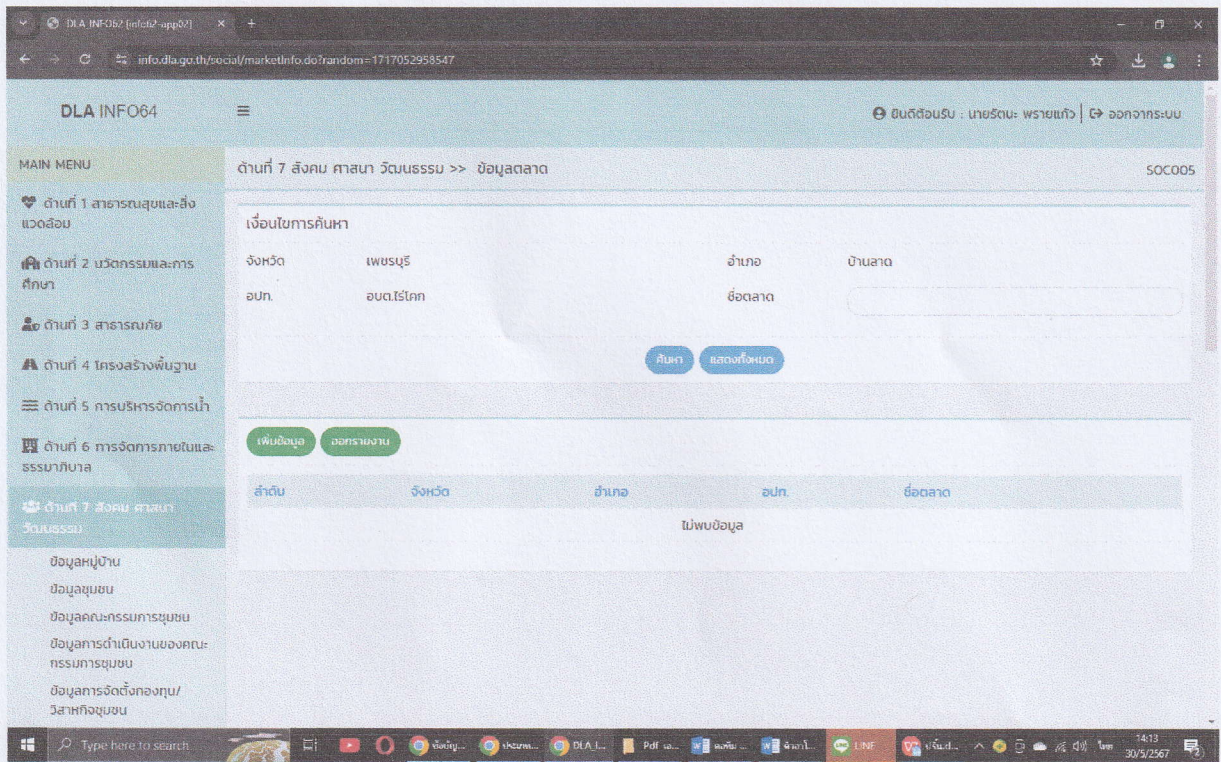 DLA INFO62 [info62-app02]
info.dla.go.th/social/marketInfo.do?random=1717052958547
DLA INFO64
ยินดีต้อนรับ : นายรัตนะ พรายแก้ว | ออกจากระบบ
MAIN MENU
ด้านที่ 7 สังคม ศาสนา วัฒนธรรม >> ข้อมูลตลาด
SOC005
ด้านที่ 1 สาธารณสุขและสิ่ง
แวดล้อม
ด้านที่ 2 นวัตกรรมและการ
ศึกษา
ด้านที่ 3 สาธารณภัย
ด้านที่ 4 โครงสร้างพื้นฐาน
ด้านที่ 5 การบริหารจัดการน้ำ
ด้านที่ 6 การจัดการภายในและ
ธรรมาภิบาล
ด้านที่ 7 สังคม ศาสนา
วัฒนธรรม
ข้อมูลหมู่บ้าน
ข้อมูลชุมชน
ข้อมูลคณะกรรมการชุมชน
ข้อมูลการดำเนินงานของคณะ
กรรมการชุมชน
ข้อมูลการจัดตั้งกองทุน/
วิสาหกิจชุมชน
เงื่อนไขการค้นหา
จังหวัด เพชรบุรี อำเภอ บ้านลาด
อปท. อบต.ไร่โคก ชื่อตลาด
ค้นหา แสดงทั้งหมด
เพิ่มข้อมูล ออกรายงาน
ลำดับ จังหวัด อำเภอ อปท. ชื่อตลาด
ไม่พบข้อมูล
Type here to search
DLA_I... Pdf LINE ไทย 14:13
30/5/2567